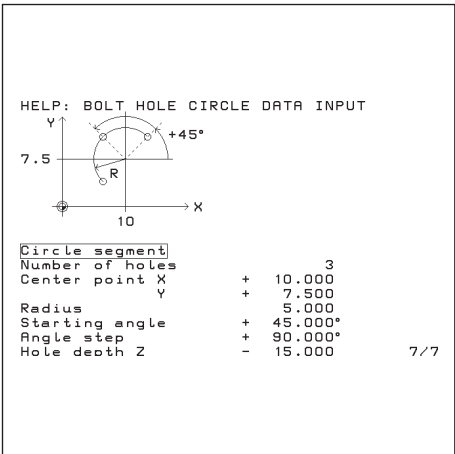 HELP: BOLT HOLE CIRCLE DATA INPUT
Y
+45°
7.5
R
X
10
Circle segment
Number of holes 3
Center point X + 10.000
Y + 7.500
Radius 5.000
Starting angle + 45.000°
Angle step + 90.000°
Hole depth Z - 15.000 7/7